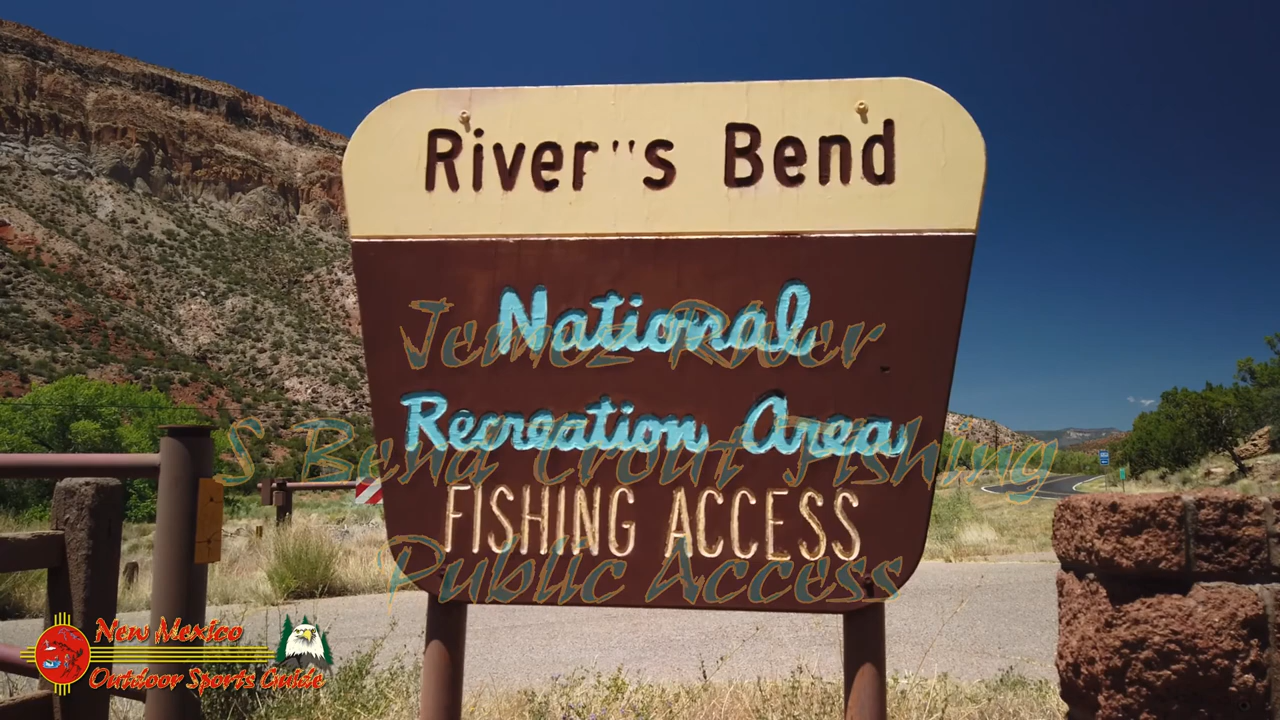 River"s Bend
National
Jemez River
Recreation Area
S Bend Trout Fishing
FISHING ACCESS
Public Access
New Mexico
Outdoor Sports Guide